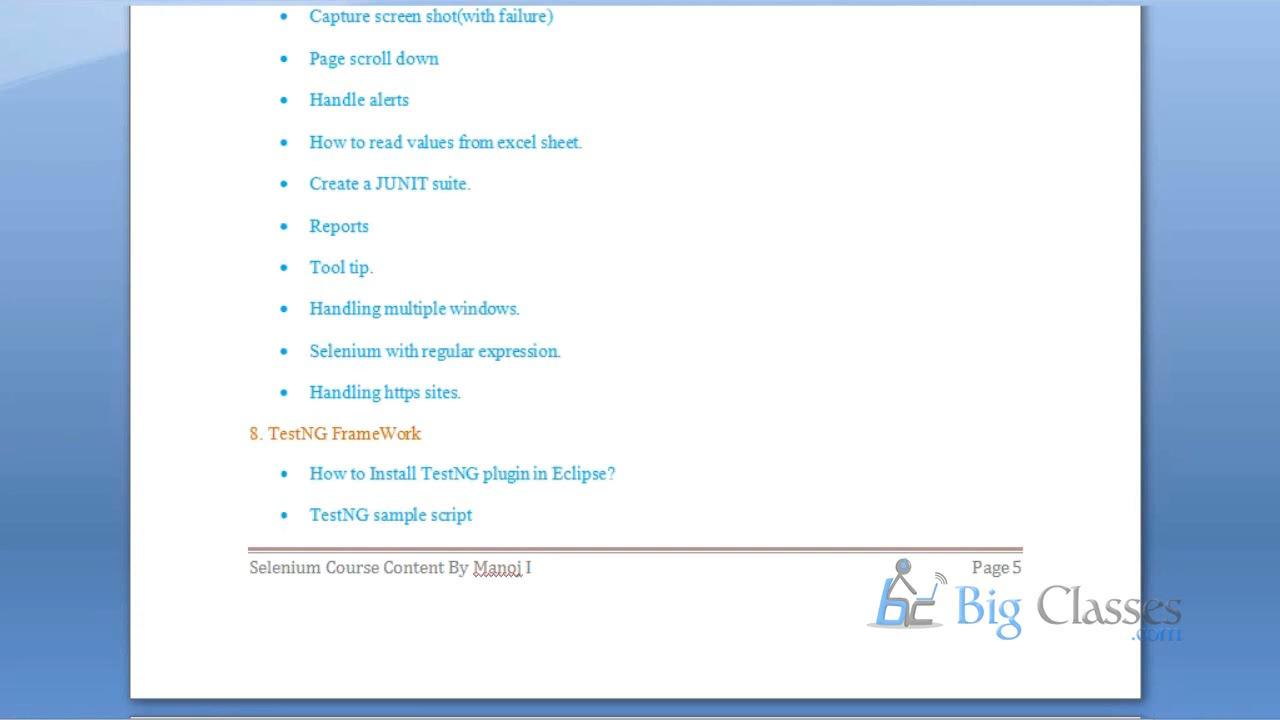 • Capture screen shot(with failure)
• Page scroll down
• Handle alerts
• How to read values from excel sheet.
• Create a JUNIT suite.
• Reports
• Tool tip.
• Handling multiple windows.
• Selenium with regular expression.
• Handling https sites.
8. TestNG FrameWork
• How to Install TestNG plugin in Eclipse?
• TestNG sample script
Selenium Course Content By Manoj I Page 5
bc Big Classes
.com